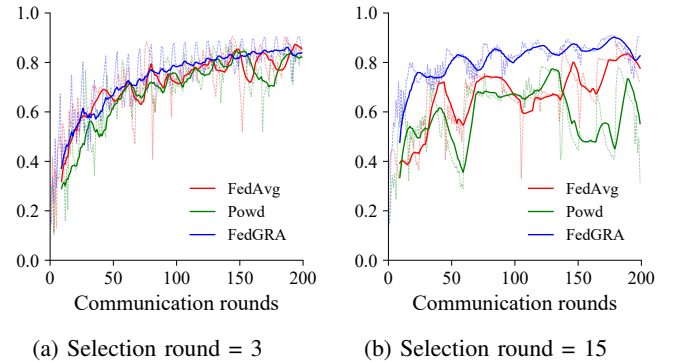 1.0
0.8
0.6
0.4
0.2
0.0
0
50
100
150
200
FedAvg
Powd
FedGRA
Communication rounds
(a) Selection round = 3
1.0
0.8
0.6
0.4
0.2
0.0
0
50
100
150
200
FedAvg
Powd
FedGRA
Communication rounds
(b) Selection round = 15